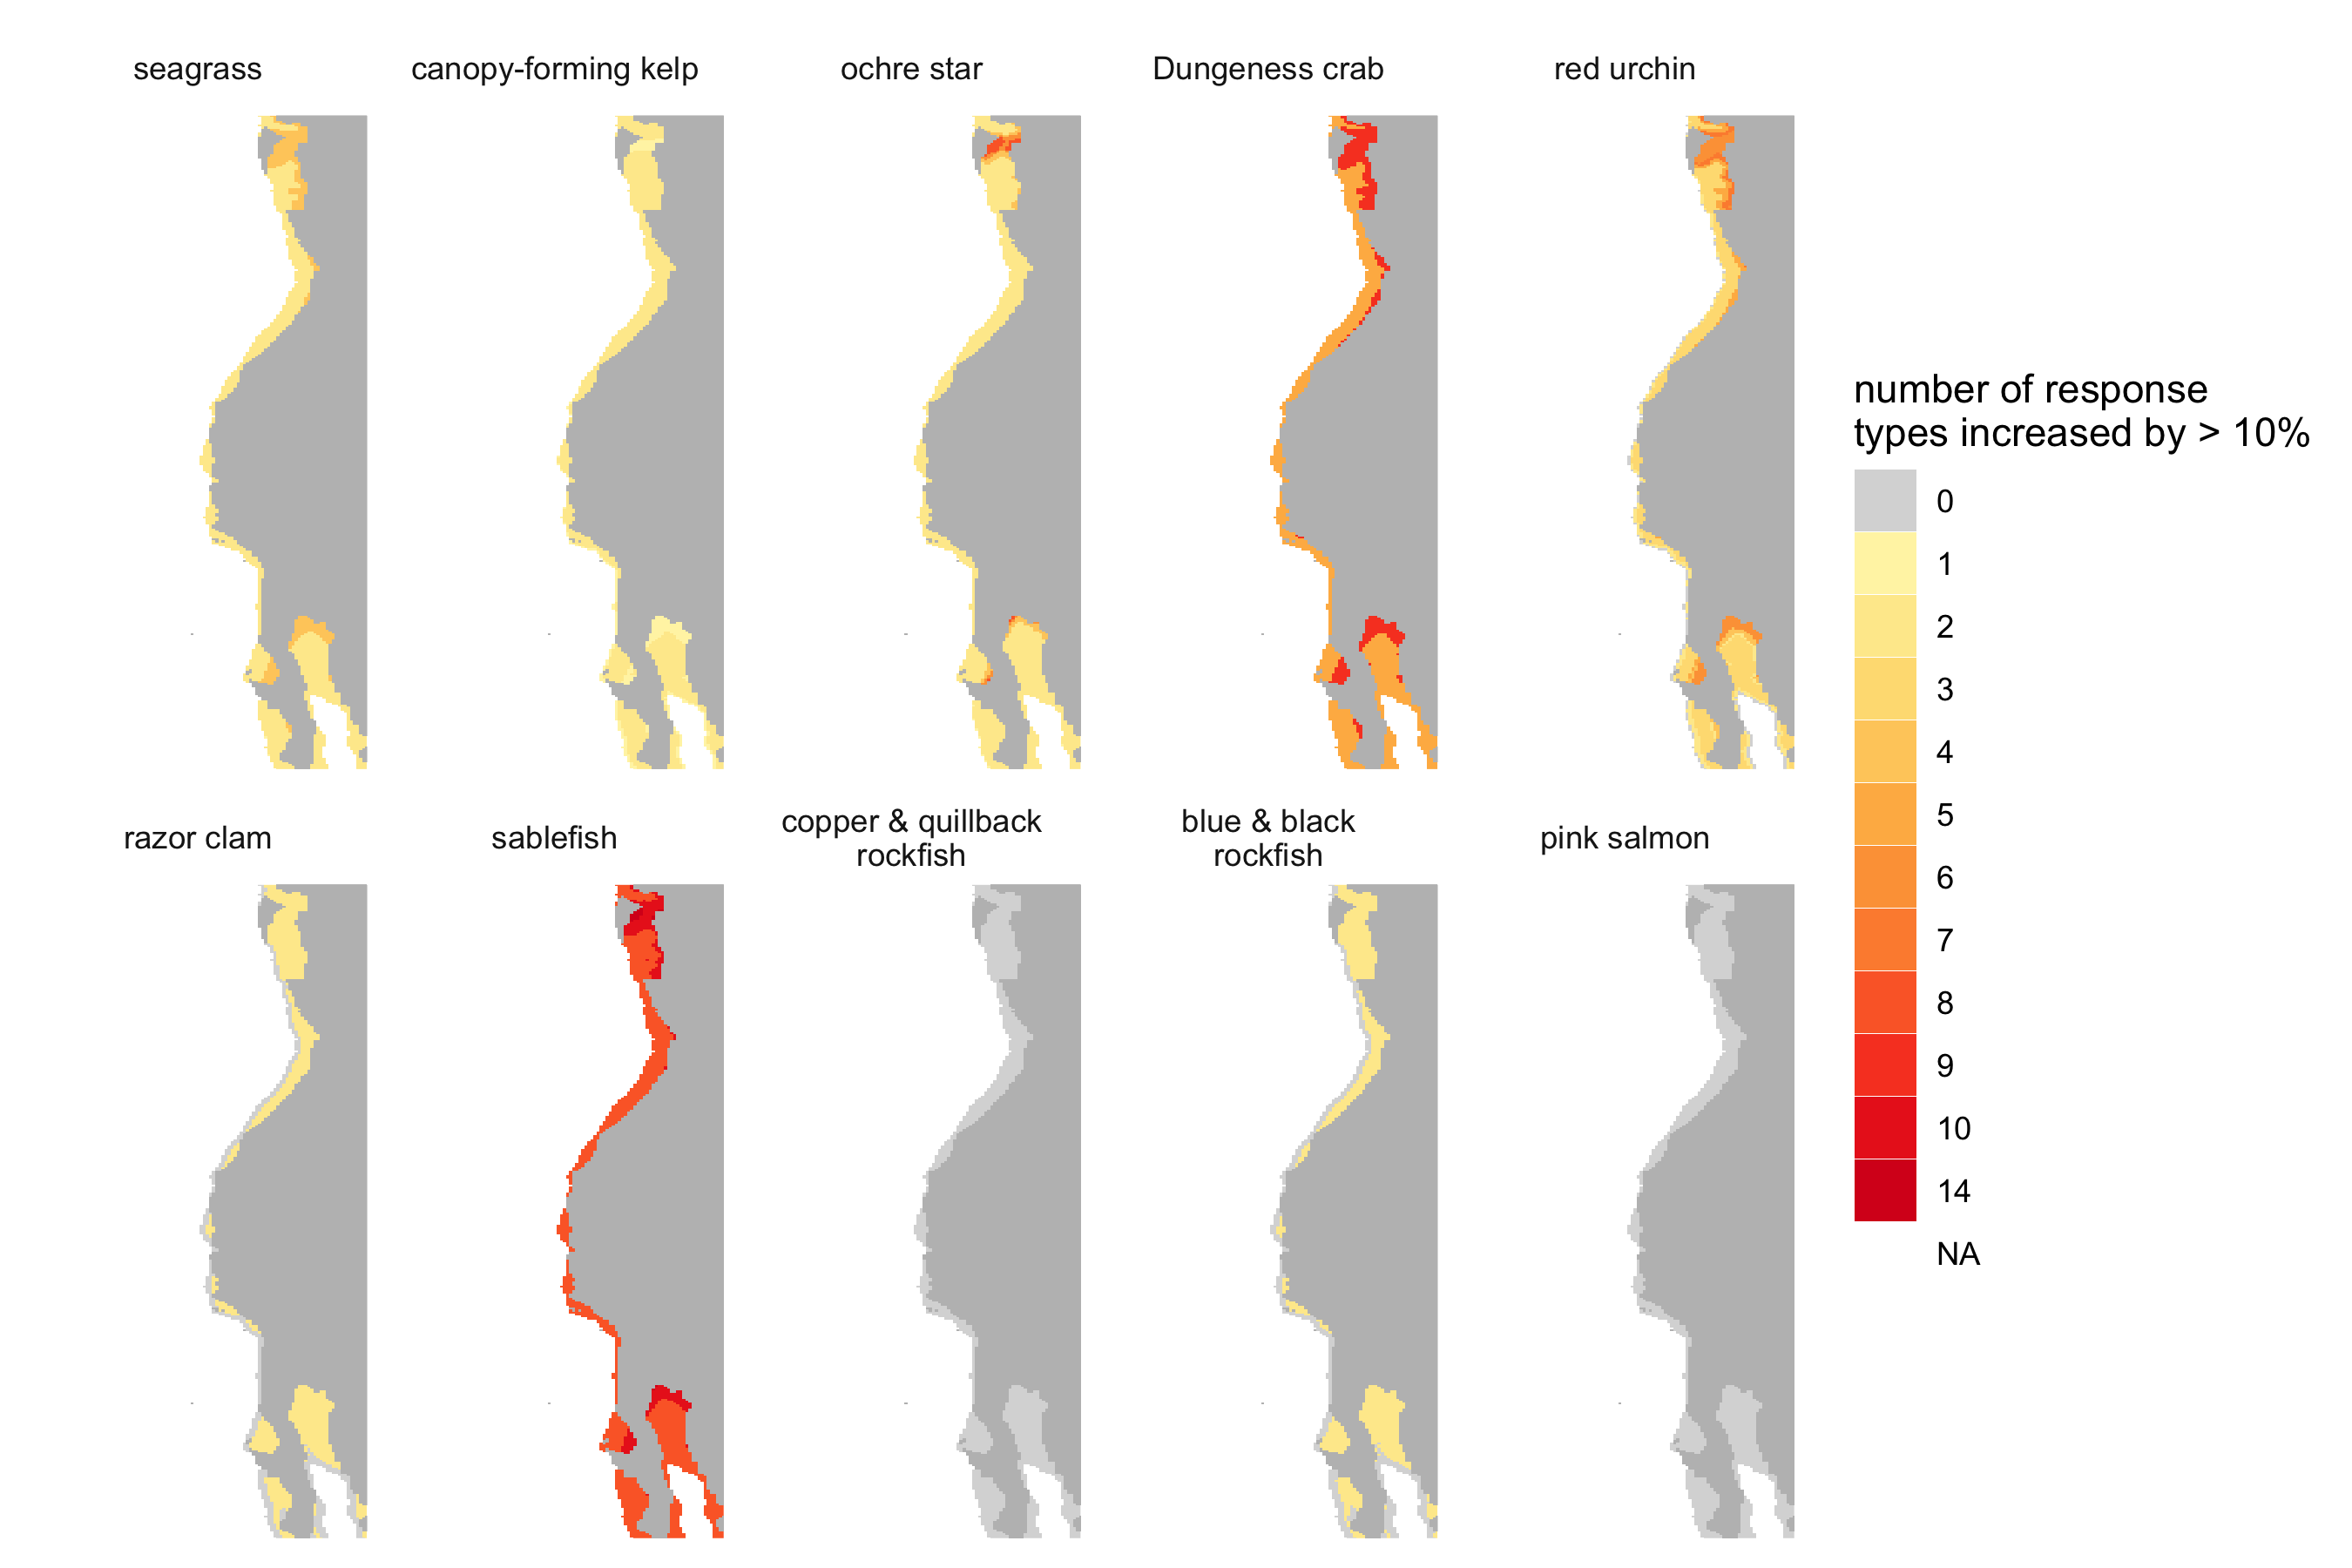 seagrass
canopy-forming kelp
ochre star
Dungeness crab
red urchin
number of response
types increased by > 10%
0
1
2
3
4
5
6
7
8
9
10
14
NA
razor clam
sablefish
copper & quillback
rockfish
blue & black
rockfish
pink salmon